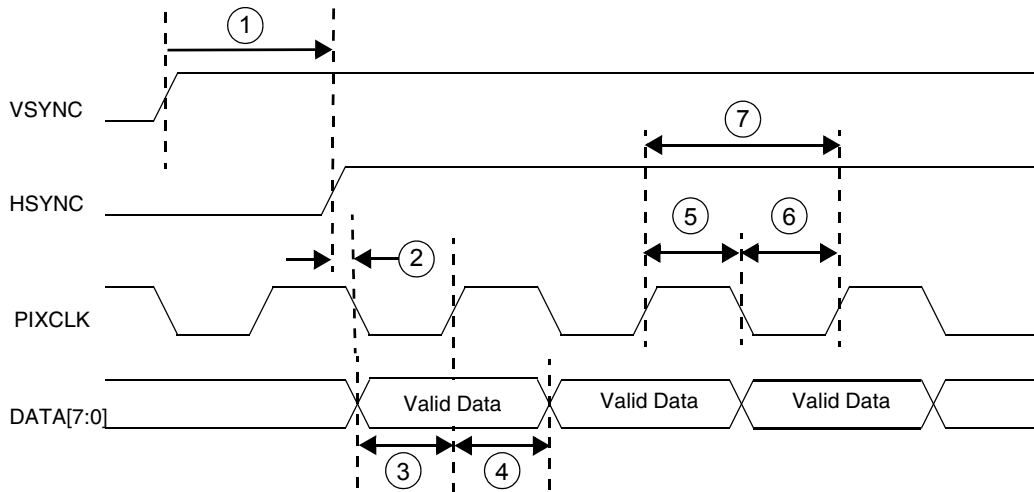 1
VSYNC
7
HSYNC
5
6
2
PIXCLK
DATA[7:0]
Valid Data
Valid Data
Valid Data
3
4